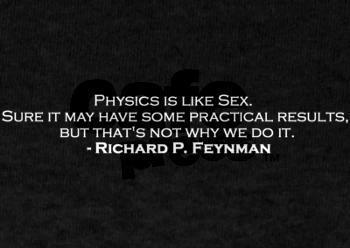 Physics is like Sex.
Sure it may have some practical results,
but that's not why we do it.
- Richard P. Feynman